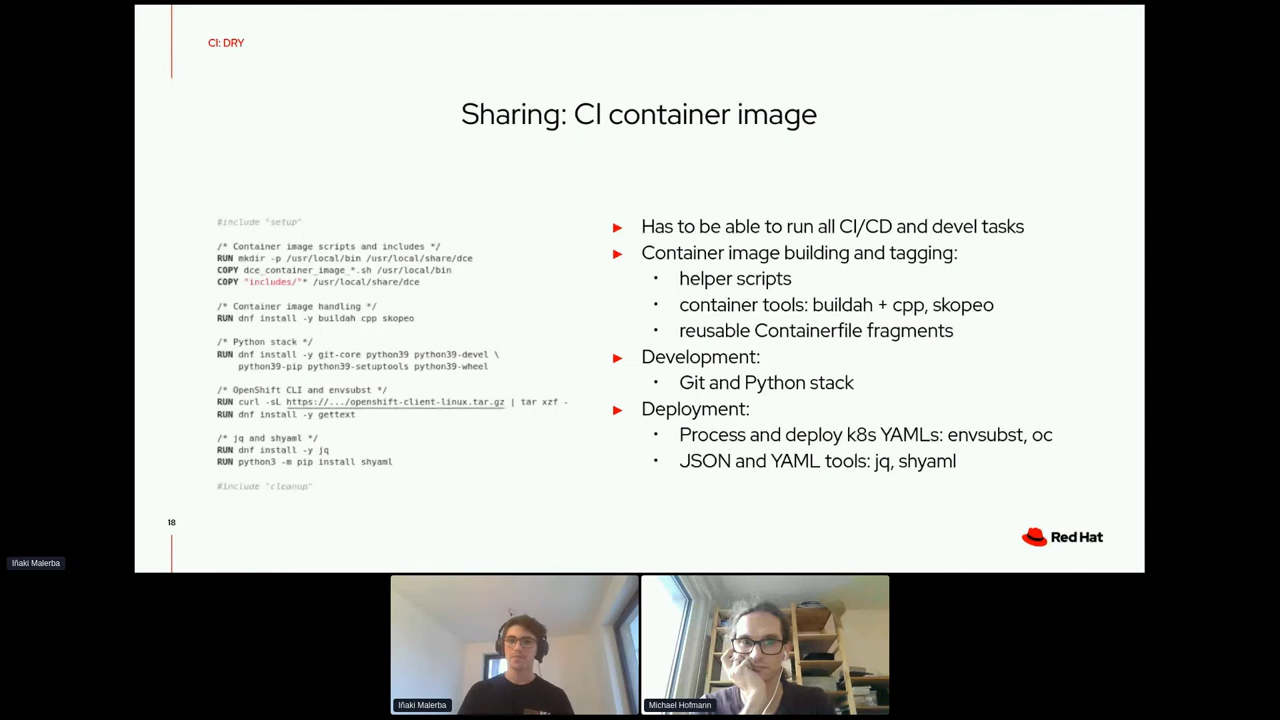 CI: DRY
Sharing: CI container image
#include "setup"
/* Container image scripts and includes */
RUN mkdir -p /usr/local/bin /usr/local/share/dce
COPY dce_container_image_*.sh /usr/local/bin
COPY "includes/"* /usr/local/share/dce
/* Container image handling */
RUN dnf install -y buildah cpp skopeo
/* Python stack */
RUN dnf install -y git-core python39 python39-devel \
python39-pip python39-setuptools python39-wheel
/* OpenShift CLI and envsubst */
RUN curl -sL https://.../openshift-client-linux.tar.gz | tar xzf -
RUN dnf install -y gettext
/* jq and shyaml */
RUN dnf install -y jq
RUN python3 -m pip install shyaml
#include "cleanup"
► Has to be able to run all CI/CD and devel tasks
► Container image building and tagging:
• helper scripts
• container tools: buildah + cpp, skopeo
• reusable Containerfile fragments
► Development:
• Git and Python stack
► Deployment:
• Process and deploy k8s YAMLs: envsubst, oc
• JSON and YAML tools: jq, shyaml
18
Red Hat
Iñaki Malerba
Iñaki Malerba
Michael Hofmann